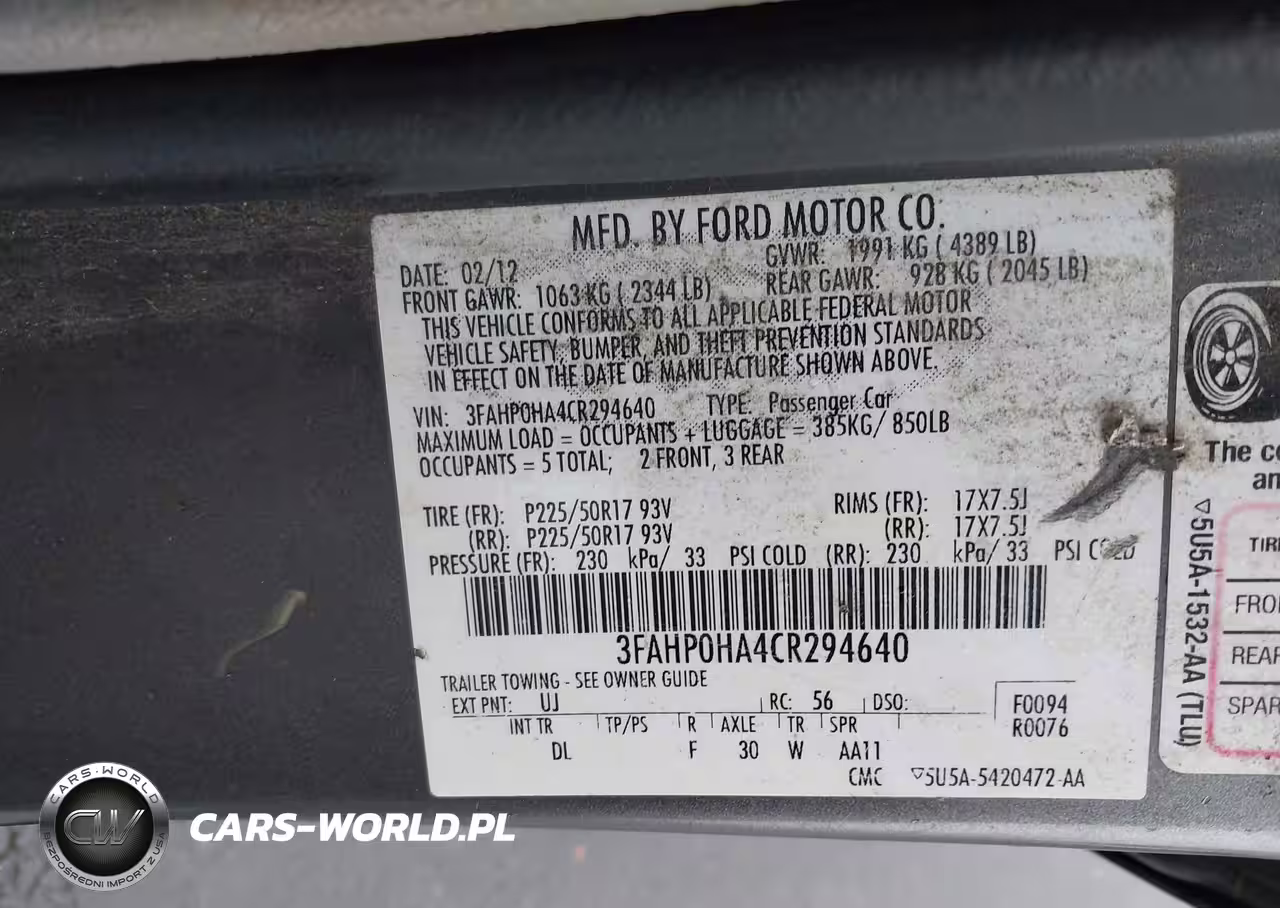 MFD. BY FORD MOTOR CO.
DATE: 02/12 GVWR: 1991 KG ( 4389 LB)
FRONT GAWR: 1063 KG ( 2344 LB) REAR GAWR: 928 KG ( 2045 LB)
THIS VEHICLE CONFORMS TO ALL APPLICABLE FEDERAL MOTOR
VEHICLE SAFETY, BUMPER, AND THEFT PREVENTION STANDARDS
IN EFFECT ON THE DATE OF MANUFACTURE SHOWN ABOVE.
VIN: 3FAHP0HA4CR294640 TYPE: Passenger Car
MAXIMUM LOAD = OCCUPANTS + LUGGAGE = 385KG/ 850LB
OCCUPANTS = 5 TOTAL; 2 FRONT, 3 REAR
TIRE (FR): P225/50R17 93V RIMS (FR): 17X7.5J
(RR): P225/50R17 93V (RR): 17X7.5J
PRESSURE (FR): 230 kPa/ 33 PSI COLD (RR): 230 kPa/ 33 PSI COLD
3FAHP0HA4CR294640
TRAILER TOWING - SEE OWNER GUIDE
EXT PNT: UJ RC: 56 DSO: F0094
INT TR TP/PS R AXLE TR SPR R0076
DL F 30 W AA11
CMC ▽5U5A-5420472-AA
▽5U5A-1532-AA (TLU)
The co
an
TIRE
FRO
REAR
SPAR
CARS-WORLD
CW
BEZPOŚREDNI IMPORT Z USA
CARS-WORLD.PL